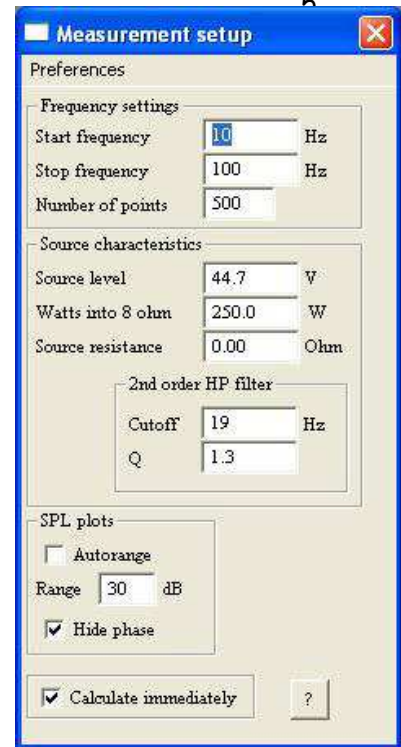 Measurement setup
Preferences
Frequency settings
Start frequency 10 Hz
Stop frequency 100 Hz
Number of points 500
Source characteristics
Source level 44.7 V
Watts into 8 ohm 250.0 W
Source resistance 0.00 Ohm
2nd order HP filter
Cutoff 19 Hz
Q 1.3
SPL plots
Autorange
Range 30 dB
Hide phase
Calculate immediately ?